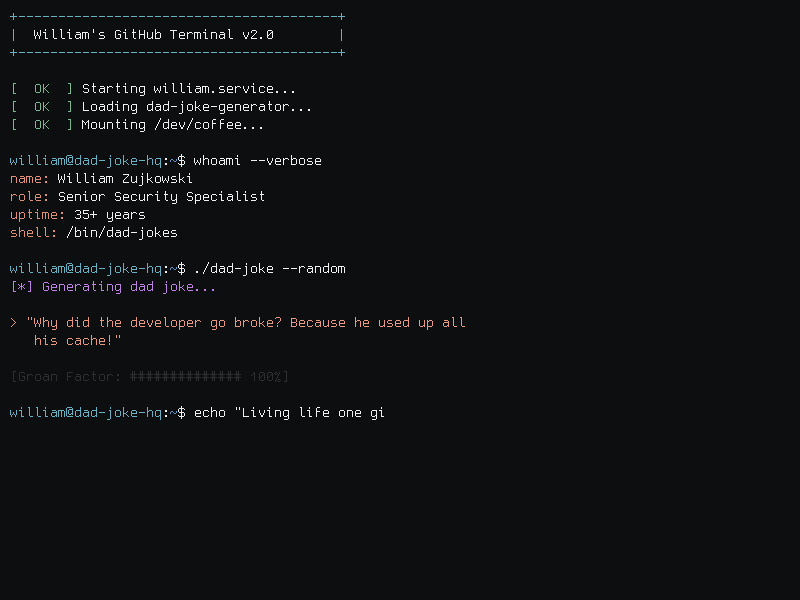 +----------------------------------------+
|  William's GitHub Terminal v2.0        |
+----------------------------------------+
[  OK  ] Starting william.service...
[  OK  ] Loading dad-joke-generator...
[  OK  ] Mounting /dev/coffee...
william@dad-joke-hq:~$ whoami --verbose
name: William Zujkowski
role: Senior Security Specialist
uptime: 35+ years
shell: /bin/dad-jokes
william@dad-joke-hq:~$ ./dad-joke --random
[*] Generating dad joke...
> "Why did the developer go broke? Because he used up all
   his cache!"
[Groan Factor: ############## 100%]
william@dad-joke-hq:~$ echo "Living life one gi